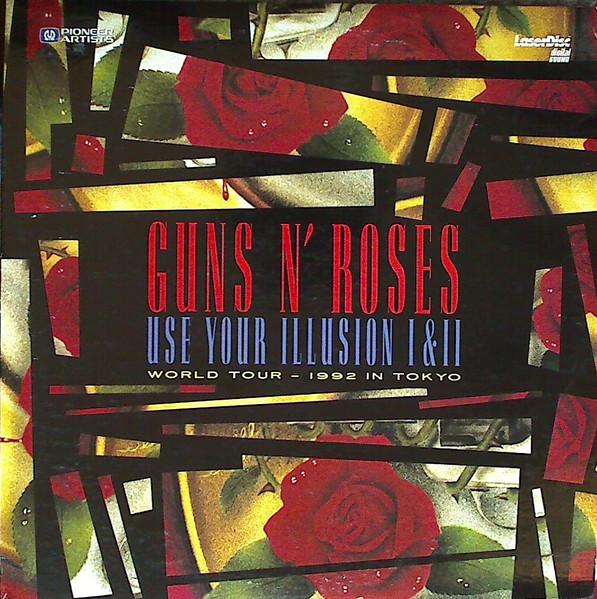 PIONEER
ARTISTS
LaserDisc
digital
SOUND
GUNS N' ROSES
USE YOUR ILLUSION I & II
WORLD TOUR – 1992 IN TOKYO